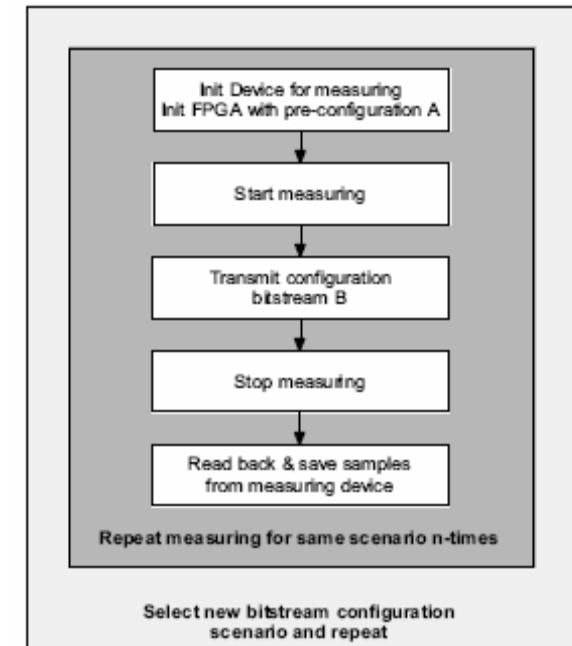 Init Device for measuring
Init FPGA with pre-configuration A
Start measuring
Transmit configuration
bitstream B
Stop measuring
Read back & save samples
from measuring device
Repeat measuring for same scenario n-times
Select new bitstream configuration
scenario and repeat